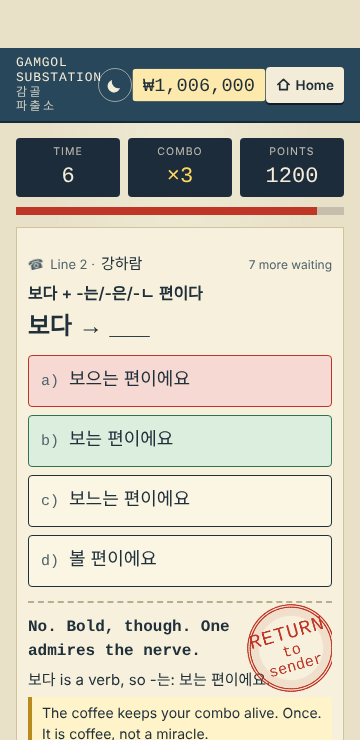 GAMGOL
SUBSTATION
감골
파출소
₩1,006,000
Home
TIME
6
COMBO
×3
POINTS
1200
☎ Line 2 · 강하람
7 more waiting
보다 + -는/-은/-ㄴ 편이다
보다 → ___
a) 보으는 편이에요
b) 보는 편이에요
c) 보느는 편이에요
d) 볼 편이에요
No. Bold, though. One
admires the nerve.
RETURN
to
sender
보다 is a verb, so -는: 보는 편이에요.
The coffee keeps your combo alive. Once.
It is coffee, not a miracle.